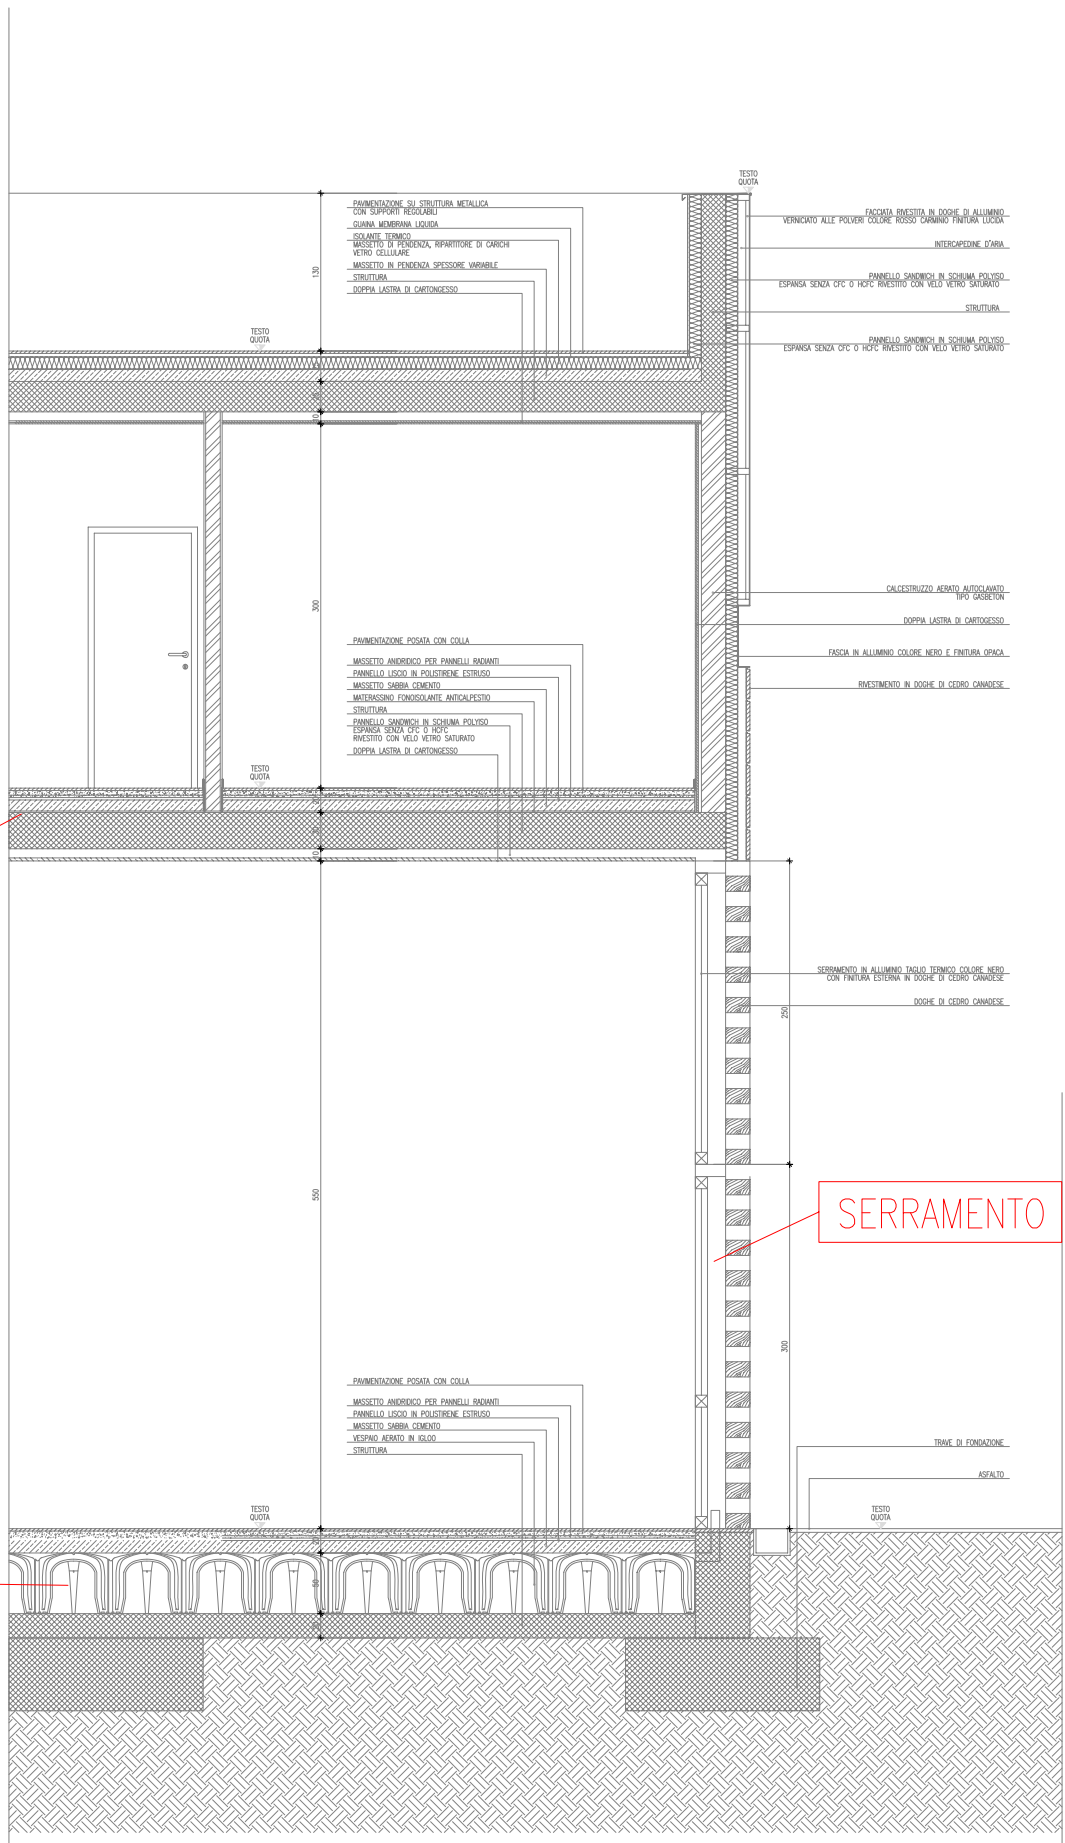 TESTO
QUOTA
PAVIMENTAZIONE SU STRUTTURA METALLICA
CON SUPPORTI REGOLABILI
GUAINA MEMBRANA LIQUIDA
ISOLANTE TERMICO
MASSETTO DI PENDENZA, RIPARTITORE DI CARICHI
VETRO CELLULARE
MASSETTO IN PENDENZA SPESSORE VARIABILE
STRUTTURA
DOPPIA LASTRA DI CARTONGESSO
130
TESTO
QUOTA
FACCIATA RIVESTITA IN DOGHE DI ALLUMINIO
VERNICIATO ALLE POLVERI COLORE ROSSO CARMINIO FINITURA LUCIDA
INTERCAPEDINE D'ARIA
PANNELLO SANDWICH IN SCHIUMA POLYISO
ESPANSA SENZA CFC O HCFC RIVESTITO CON VELO VETRO SATURATO
STRUTTURA
PANNELLO SANDWICH IN SCHIUMA POLYISO
ESPANSA SENZA CFC O HCFC RIVESTITO CON VELO VETRO SATURATO
25
10
300
CALCESTRUZZO AERATO AUTOCLAVATO
TIPO GASBETON
DOPPIA LASTRA DI CARTOGESSO
FASCIA IN ALLUMINIO COLORE NERO E FINITURA OPACA
RIVESTIMENTO IN DOGHE DI CEDRO CANADESE
PAVIMENTAZIONE POSATA CON COLLA
MASSETTO ANIDRIDICO PER PANNELLI RADIANTI
PANNELLO LISCIO IN POLISTIRENE ESTRUSO
MASSETTO SABBIA CEMENTO
MATERASSINO FONOISOLANTE ANTICALPESTIO
STRUTTURA
PANNELLO SANDWICH IN SCHIUMA POLYISO
ESPANSA SENZA CFC O HCFC
RIVESTITO CON VELO VETRO SATURATO
DOPPIA LASTRA DI CARTONGESSO
TESTO
QUOTA
20
30
10
SERRAMENTO IN ALLUMINIO TAGLIO TERMICO COLORE NERO
CON FINITURA ESTERNA IN DOGHE DI CEDRO CANADESE
DOGHE DI CEDRO CANADESE
250
550
SERRAMENTO
300
PAVIMENTAZIONE POSATA CON COLLA
MASSETTO ANIDRIDICO PER PANNELLI RADIANTI
PANNELLO LISCIO IN POLISTIRENE ESTRUSO
MASSETTO SABBIA CEMENTO
VESPAIO AERATO IN IGLOO
STRUTTURA
TRAVE DI FONDAZIONE
ASFALTO
TESTO
QUOTA
TESTO
QUOTA
20
50
20